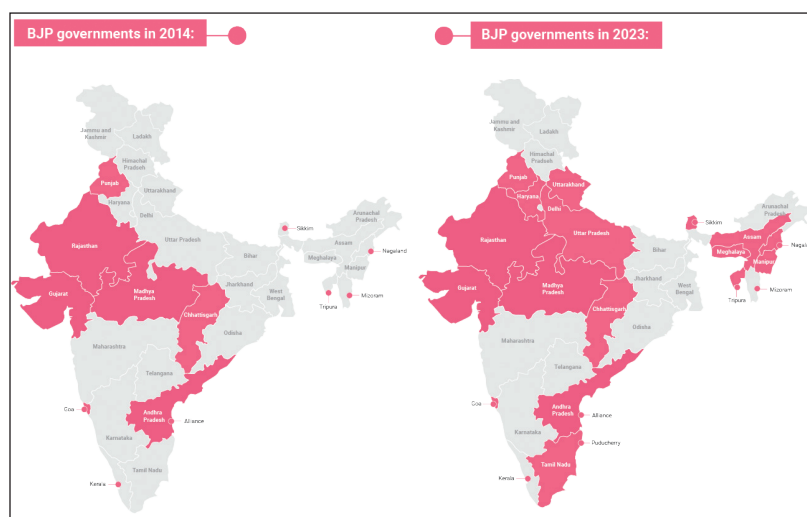 BJP governments in 2014:
Jammu and
Kashmir
Ladakh
Himachal
Pradesh
Punjab
Uttarakhand
Haryana
Delhi
Rajasthan
Uttar Pradesh
Sikkim
Arunachal
Pradesh
Assam
Nagaland
Meghalaya
Manipur
Bihar
Tripura
Mizoram
Gujarat
Madhya
Pradesh
Jharkhand
West
Bengal
Chhattisgarh
Odisha
Maharashtra
Telangana
Goa
Andhra
Pradesh
Alliance
Karnataka
Tamil Nadu
Kerala
BJP governments in 2023:
Jammu and
Kashmir
Ladakh
Himachal
Pradesh
Punjab
Uttarakhand
Haryana
Delhi
Rajasthan
Uttar Pradesh
Sikkim
Arunachal
Pradesh
Assam
Nagala
Meghalaya
Manipur
Bihar
Tripura
Mizoram
Gujarat
Madhya
Pradesh
Jharkhand
West
Bengal
Chhattisgarh
Odisha
Maharashtra
Telangana
Goa
Andhra
Pradesh
Alliance
Karnataka
Puducherry
Tamil Nadu
Kerala